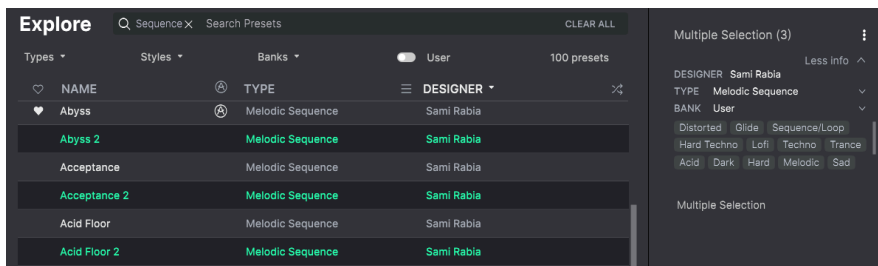 Explore Sequence × Search Presets CLEAR ALL
Types Styles Banks User 100 presets
NAME TYPE DESIGNER
Abyss Melodic Sequence Sami Rabia
Abyss 2 Melodic Sequence Sami Rabia
Acceptance Melodic Sequence Sami Rabia
Acceptance 2 Melodic Sequence Sami Rabia
Acid Floor Melodic Sequence Sami Rabia
Acid Floor 2 Melodic Sequence Sami Rabia
Multiple Selection (3)
Less info
DESIGNER Sami Rabia
TYPE Melodic Sequence
BANK User
Distorted Glide Sequence/Loop
Hard Techno Lofi Techno Trance
Acid Dark Hard Melodic Sad
Multiple Selection